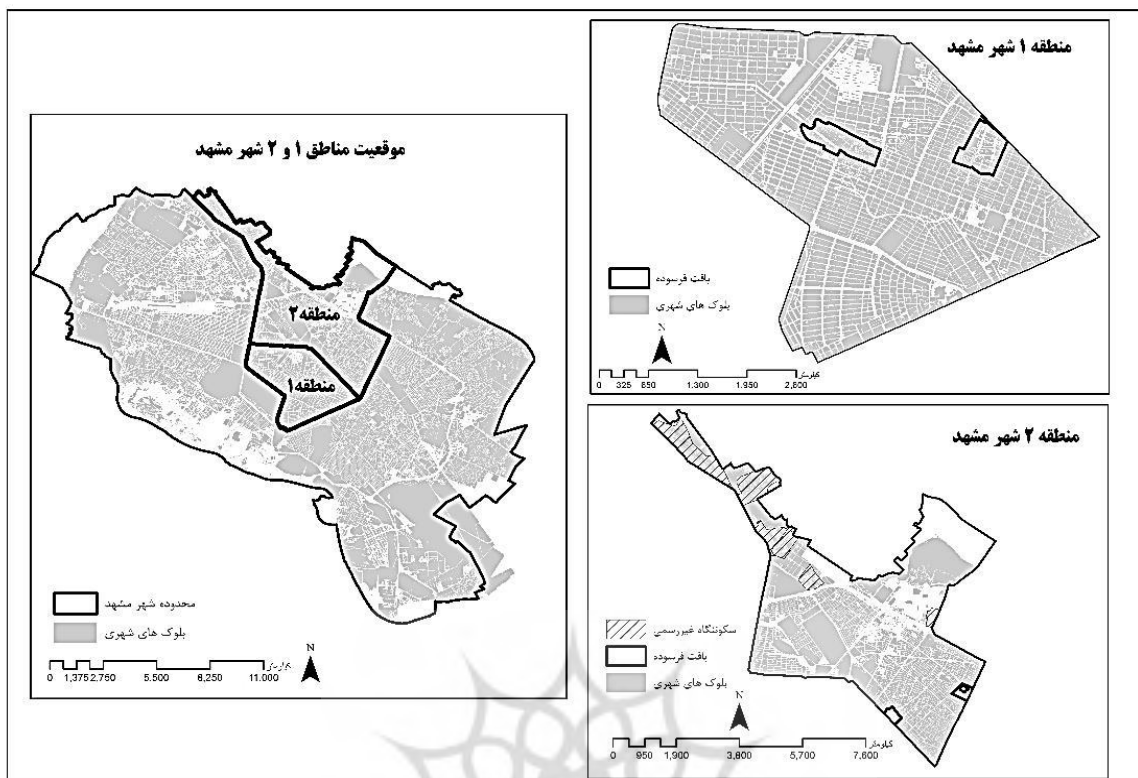 موقعیت مناطق ۱ و ۲ شهر مشهد
منطقه۲
منطقه۱
محدوده شهر مشهد
بلوک های شهری
N
0 1,375 2,750 5,500 8,250 11,000
کیلومتر
منطقه ۱ شهر مشهد
بافت فرسوده
بلوک های شهری
N
0 325 650 1,300 1,950 2,600
کیلومتر
منطقه ۲ شهر مشهد
سکونتگاه غیررسمی
بافت فرسوده
بلوک های شهری
N
0 950 1,900 3,800 5,700 7,600
کیلومتر